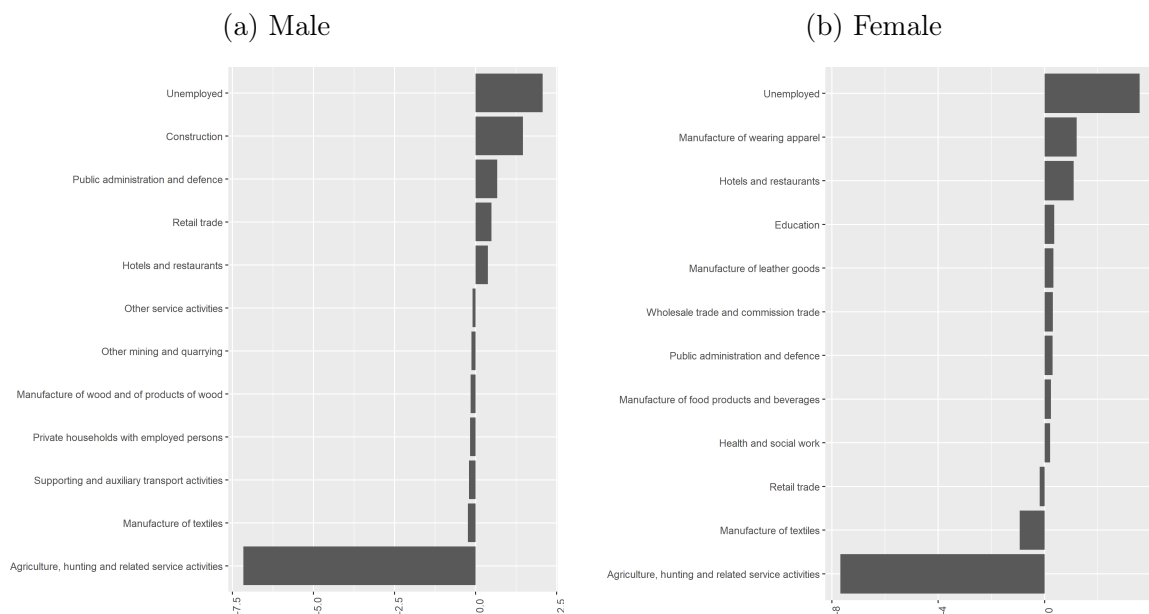 (a) Male
Unemployed
Construction
Public administration and defence
Retail trade
Hotels and restaurants
Other service activities
Other mining and quarrying
Manufacture of wood and of products of wood
Private households with employed persons
Supporting and auxiliary transport activities
Manufacture of textiles
Agriculture, hunting and related service activities
-7.5
-5.0
-2.5
0.0
2.5
(b) Female
Unemployed
Manufacture of wearing apparel
Hotels and restaurants
Education
Manufacture of leather goods
Wholesale trade and commission trade
Public administration and defence
Manufacture of food products and beverages
Health and social work
Retail trade
Manufacture of textiles
Agriculture, hunting and related service activities
-8
-4
0